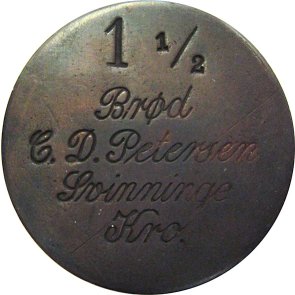 1 1/2
Brød
C. D. Petersen
Svinninge
Kro.